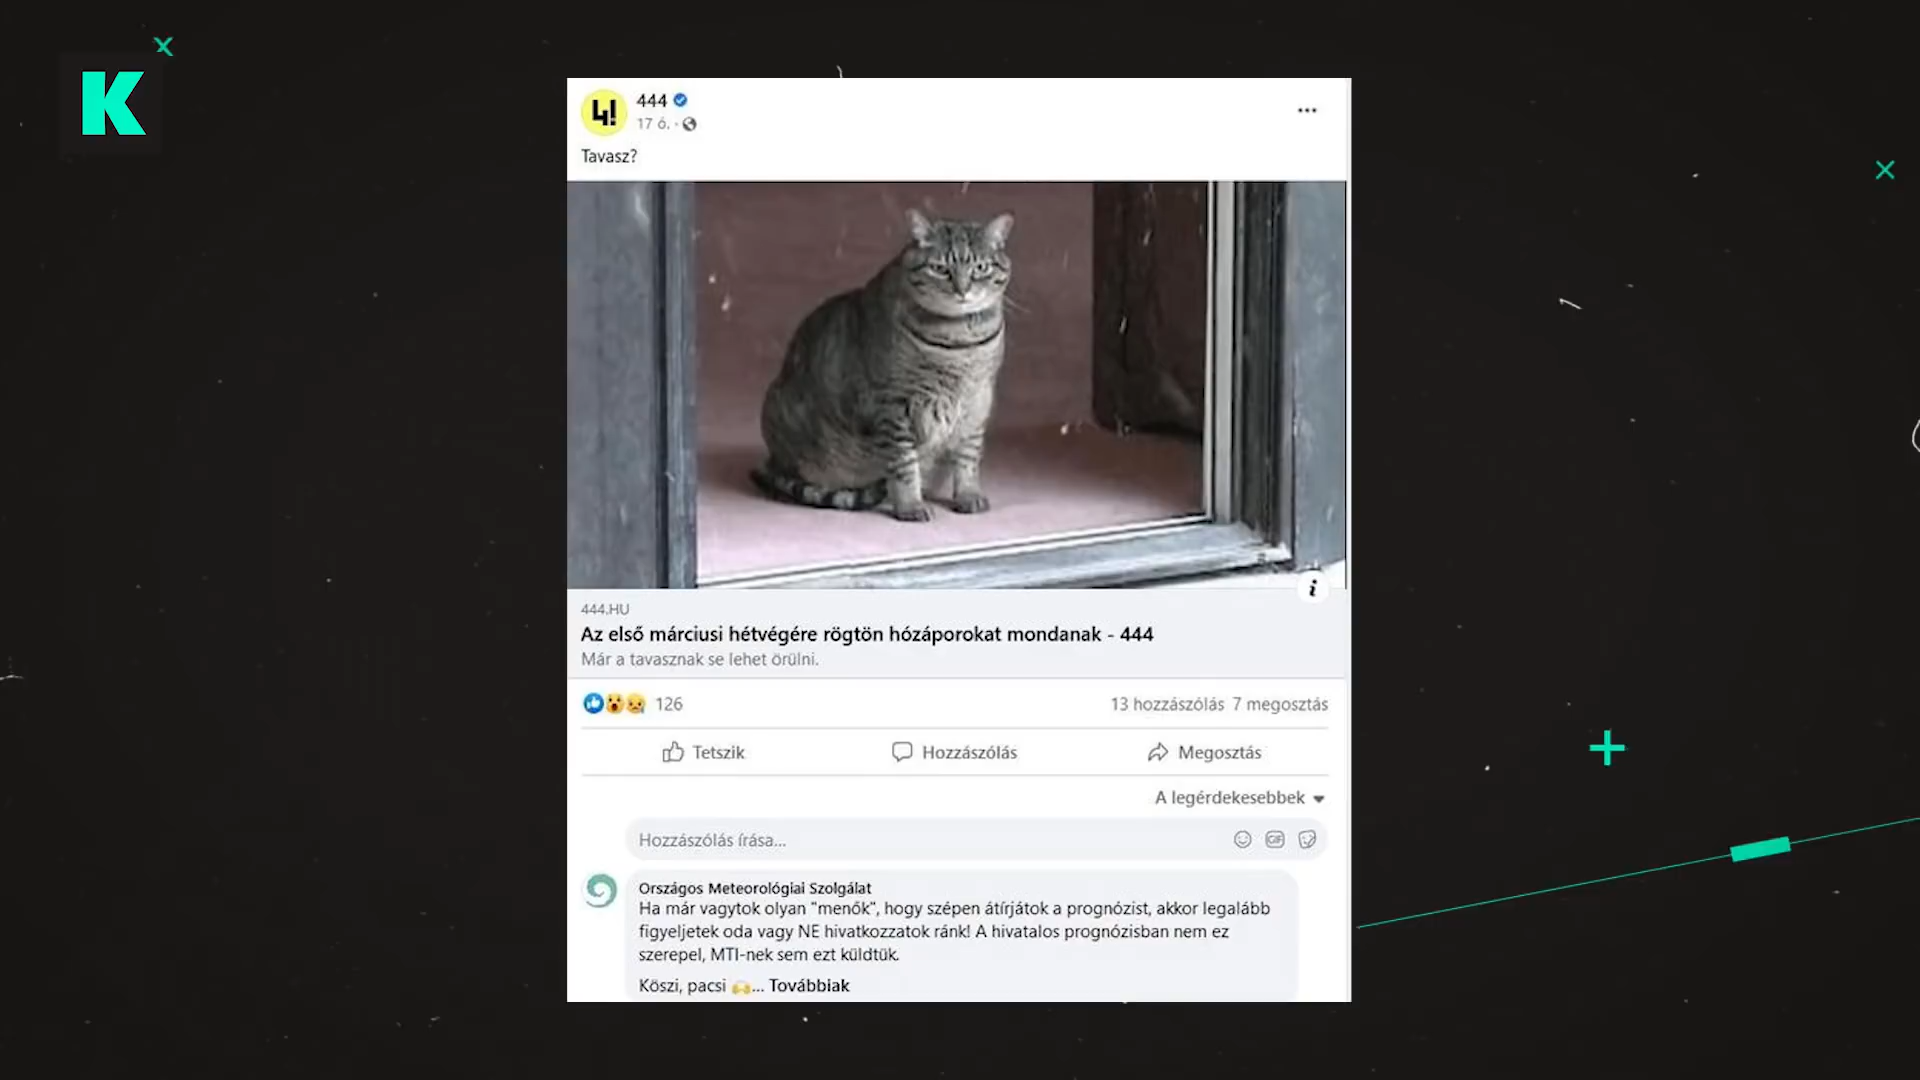 K
4!
444
17 ó.
Tavasz?
444.HU
Az első márciusi hétvégére rögtön hózáporokat mondanak - 444
Már a tavasznak se lehet örülni.
126
13 hozzászólás 7 megosztás
Tetszik
Hozzászólás
Megosztás
A legérdekesebbek
Hozzászólás írása...
GIF
Országos Meteorológiai Szolgálat
Ha már vagytok olyan "menők", hogy szépen átírjátok a prognózist, akkor legalább
figyeljetek oda vagy NE hivatkozzatok ránk! A hivatalos prognózisban nem ez
szerepel, MTI-nek sem ezt küldtük.
Köszi, pacsi 🙌... Továbbiak